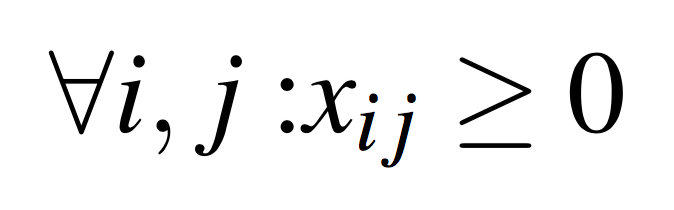 ∀i, j :x_{ij} ≥ 0